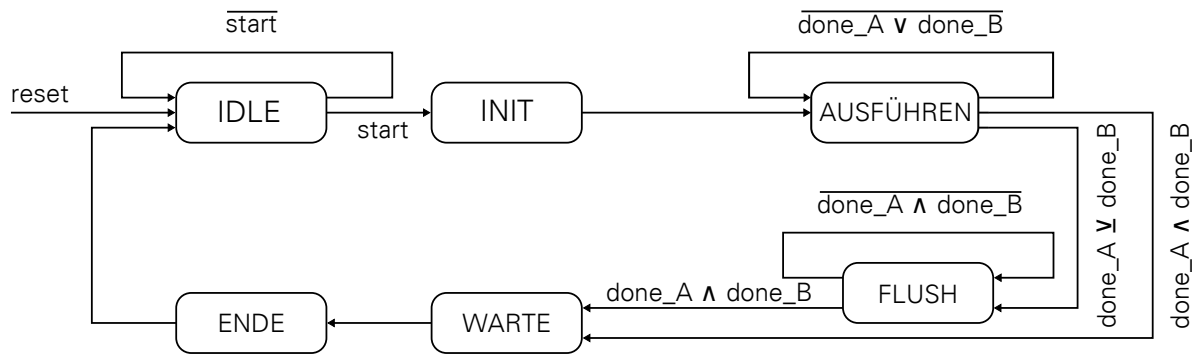 start
done_A ∨ done_B
reset
IDLE
start
INIT
AUSFÜHREN
done_A ⊻ done_B
done_A ∧ done_B
done_A ∧ done_B
FLUSH
done_A ∧ done_B
WARTE
ENDE